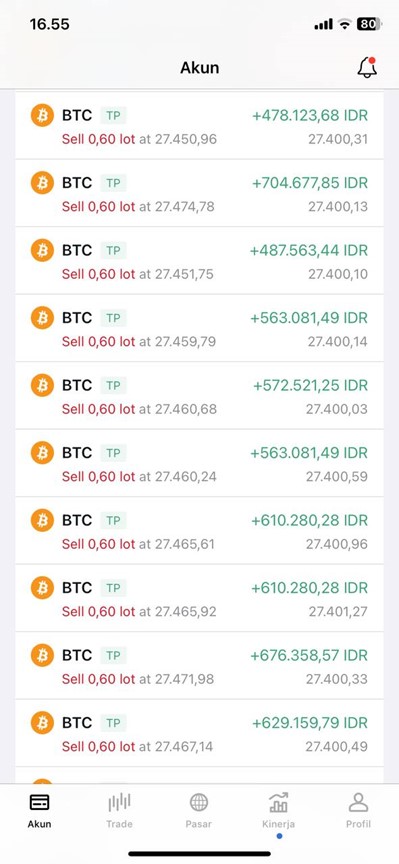 16.55
80
Akun
BTC TP +478.123,68 IDR
Sell 0,60 lot at 27.450,96 27.400,31
BTC TP +704.677,85 IDR
Sell 0,60 lot at 27.474,78 27.400,13
BTC TP +487.563,44 IDR
Sell 0,60 lot at 27.451,75 27.400,10
BTC TP +563.081,49 IDR
Sell 0,60 lot at 27.459,79 27.400,14
BTC TP +572.521,25 IDR
Sell 0,60 lot at 27.460,68 27.400,03
BTC TP +563.081,49 IDR
Sell 0,60 lot at 27.460,24 27.400,59
BTC TP +610.280,28 IDR
Sell 0,60 lot at 27.465,61 27.400,96
BTC TP +610.280,28 IDR
Sell 0,60 lot at 27.465,92 27.401,27
BTC TP +676.358,57 IDR
Sell 0,60 lot at 27.471,98 27.400,33
BTC TP +629.159,79 IDR
Sell 0,60 lot at 27.467,14 27.400,49
Akun Trade Pasar Kinerja Profil